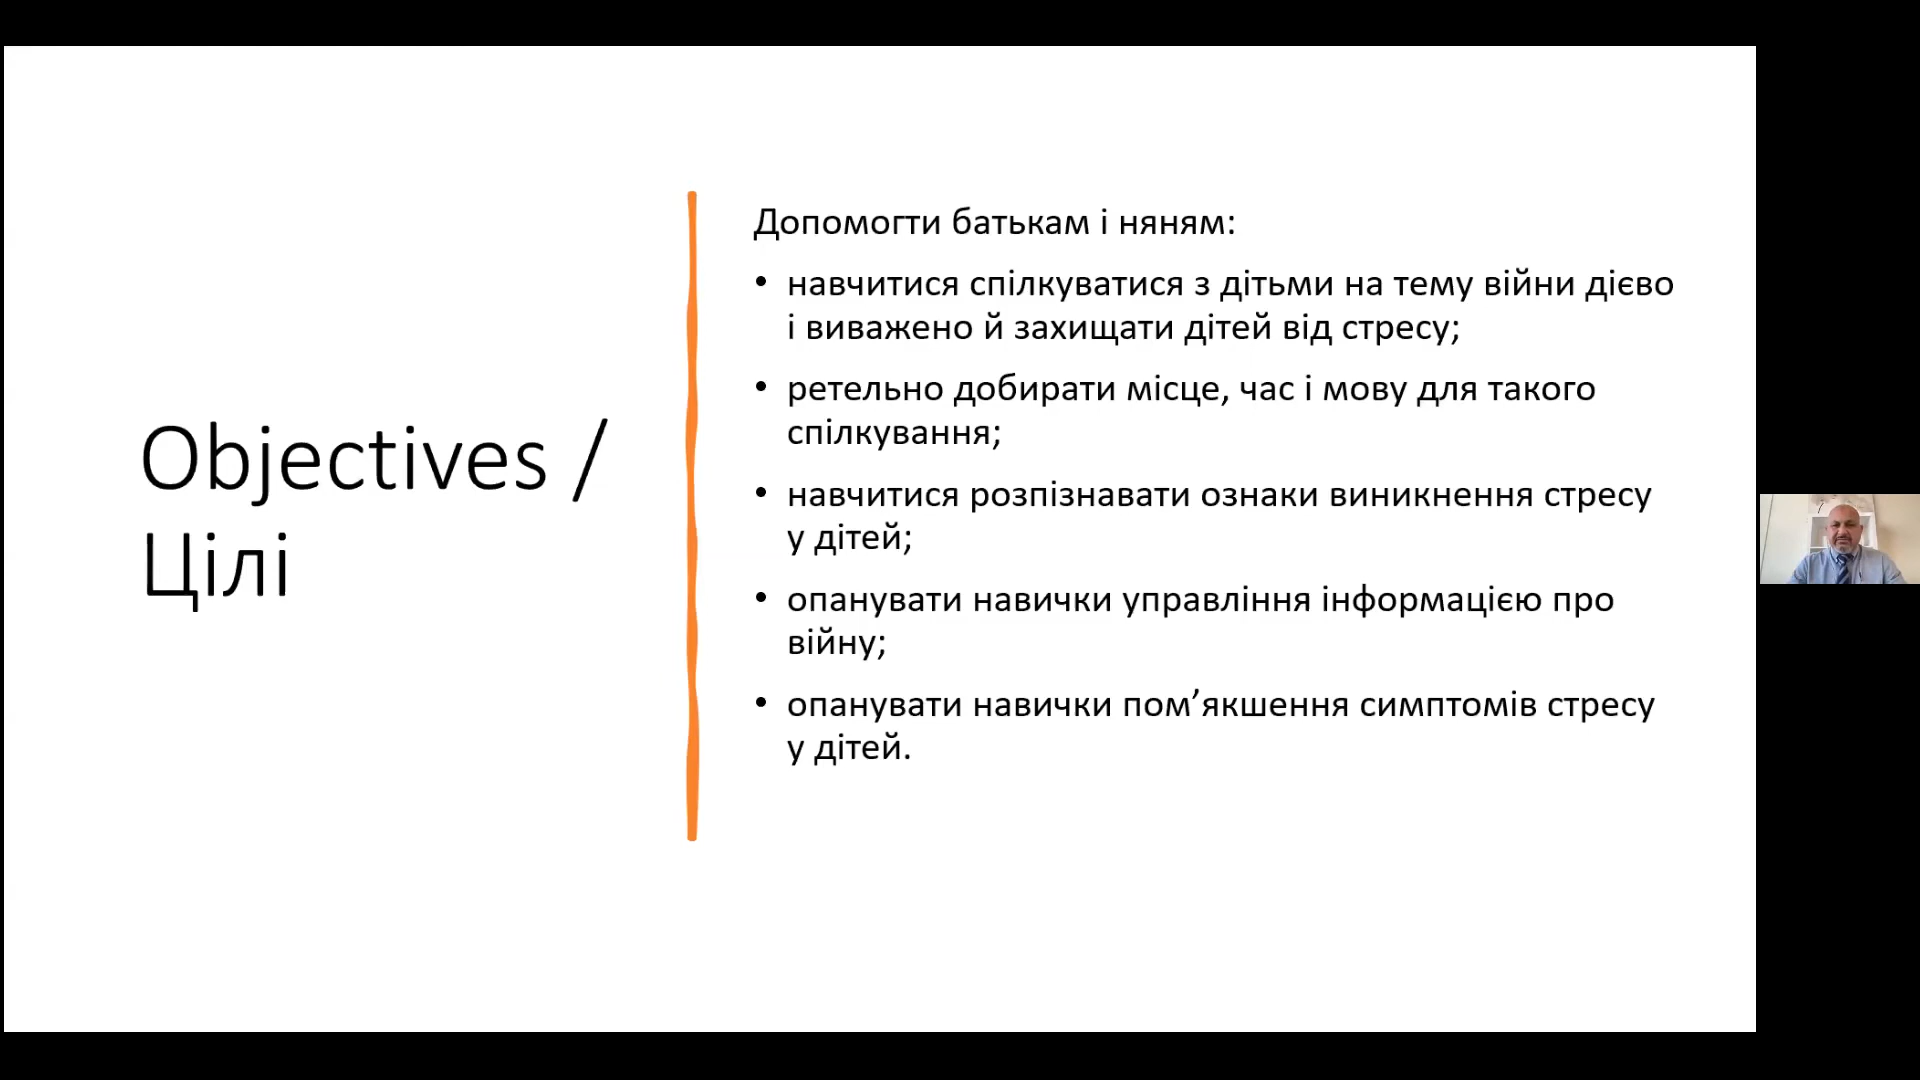 Objectives /
Цілі
Допомогти батькам і няням:
• навчитися спілкуватися з дітьми на тему війни дієво
і виважено й захищати дітей від стресу;
• ретельно добирати місце, час і мову для такого
спілкування;
• навчитися розпізнавати ознаки виникнення стресу
у дітей;
• опанувати навички управління інформацією про
війну;
• опанувати навички пом’якшення симптомів стресу
у дітей.